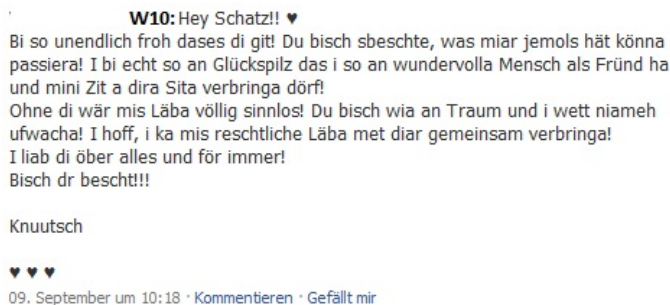 W10: Hey Schatz!! ♥
Bi so unendlich froh dases di git! Du bisch sbeschte, was miar jemols hät könna
passiera! I bi echt so an Glückspilz das i so an wundervolla Mensch als Fründ ha
und mini Zit a dira Sita verbringa dörf!
Ohne di wär mis Läba völlig sinnlos! Du bisch wia an Traum und i wett niameh
ufwacha! I hoff, i ka mis reschtliche Läba met diar gemeinsam verbringa!
I liab di öber alles und för immer!
Bisch dr bescht!!!
Knuutsch
♥ ♥ ♥
09. September um 10:18 · Kommentieren · Gefällt mir